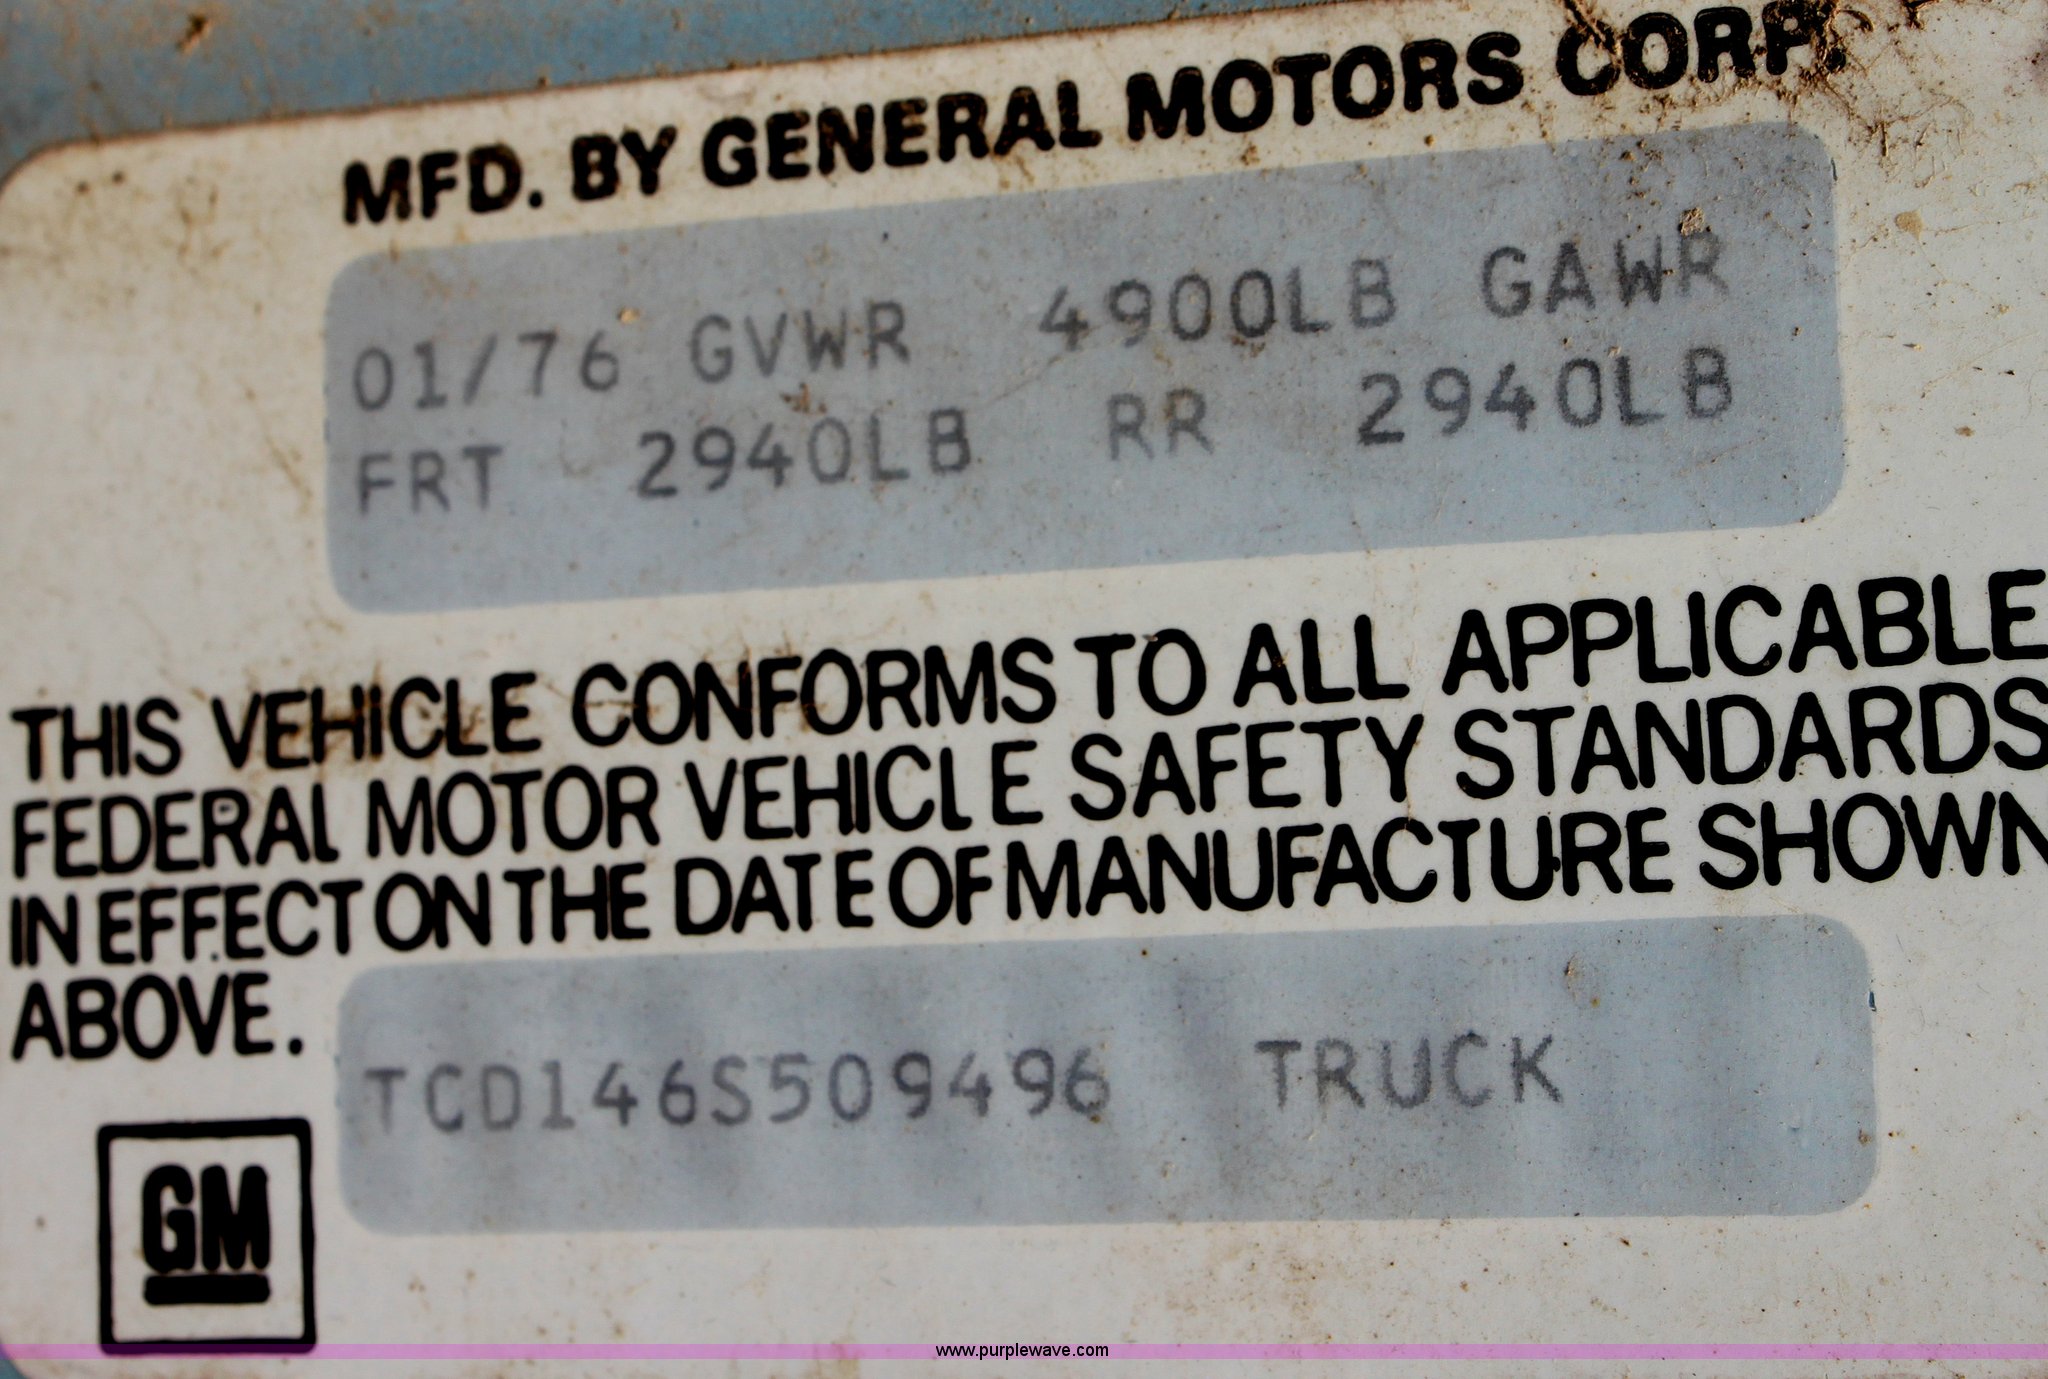 MFD. BY GENERAL MOTORS CORP.
01/76 GVWR 4900LB GAWR
FRT 2940LB RR 2940LB
THIS VEHICLE CONFORMS TO ALL APPLICABLE
FEDERAL MOTOR VEHICLE SAFETY STANDARDS
IN EFFECT ON THE DATE OF MANUFACTURE SHOWN
ABOVE.
TCD146S509496 TRUCK
GM
www.purplewave.com